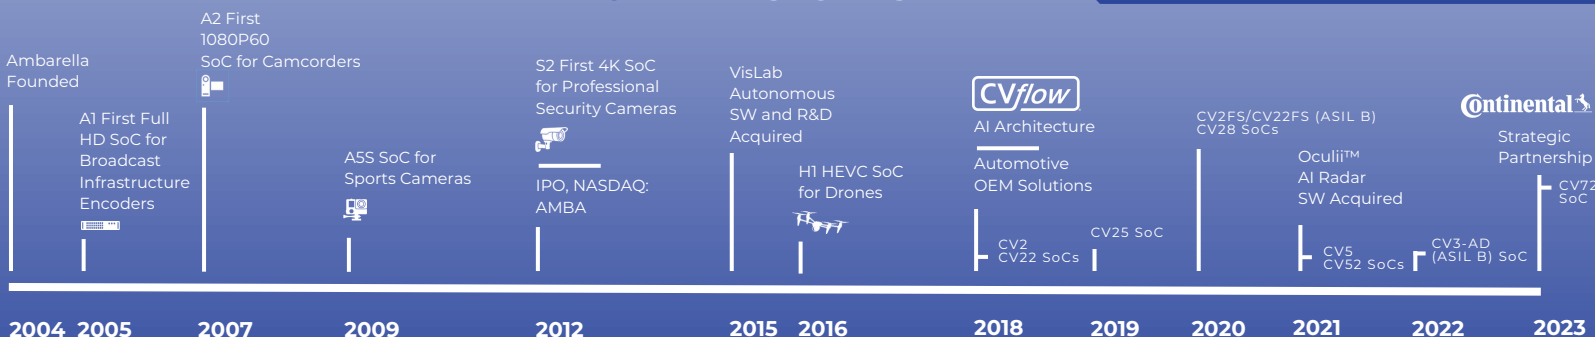 Ambarella
Founded
A1 First Full
HD SoC for
Broadcast
Infrastructure
Encoders
A2 First
1080P60
SoC for Camcorders
A5S SoC for
Sports Cameras
S2 First 4K SoC
for Professional
Security Cameras
IPO, NASDAQ:
AMBA
VisLab
Autonomous
SW and R&D
Acquired
H1 HEVC SoC
for Drones
CVflow
AI Architecture
Automotive
OEM Solutions
CV2
CV22 SoCs
CV25 SoC
CV2FS/CV22FS (ASIL B)
CV28 SoCs
Oculii™
AI Radar
SW Acquired
CV5
CV52 SoCs
CV3-AD
(ASIL B) SoC
Continental
Strategic
Partnership
CV72
SoC
2004 2005 2007 2009 2012 2015 2016 2018 2019 2020 2021 2022 2023